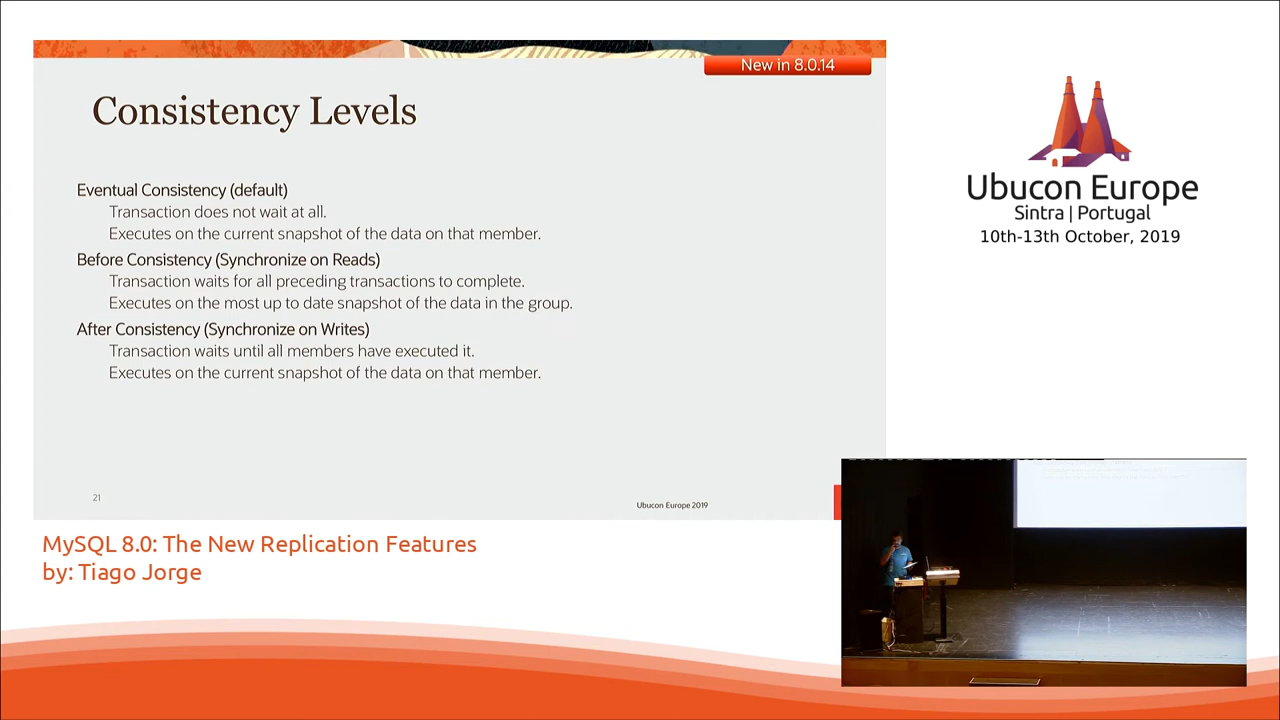 New in 8.0.14
Consistency Levels
Eventual Consistency (default)
Transaction does not wait at all.
Executes on the current snapshot of the data on that member.
Before Consistency (Synchronize on Reads)
Transaction waits for all preceding transactions to complete.
Executes on the most up to date snapshot of the data in the group.
After Consistency (Synchronize on Writes)
Transaction waits until all members have executed it.
Executes on the current snapshot of the data on that member.
21
Ubucon Europe 2019
Ubucon Europe
Sintra | Portugal
10th-13th October, 2019
MySQL 8.0: The New Replication Features
by: Tiago Jorge